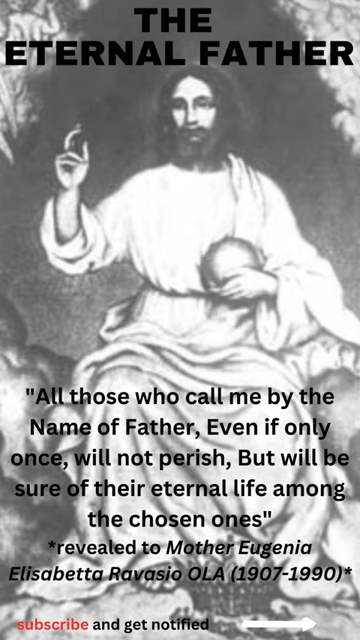 THE
ETERNAL FATHER
"All those who call me by the
Name of Father, Even if only
once, will not perish, But will be
sure of their eternal life among
the chosen ones"
*revealed to Mother Eugenia
Elisabetta Ravasio OLA (1907-1990)*
subscribe and get notified